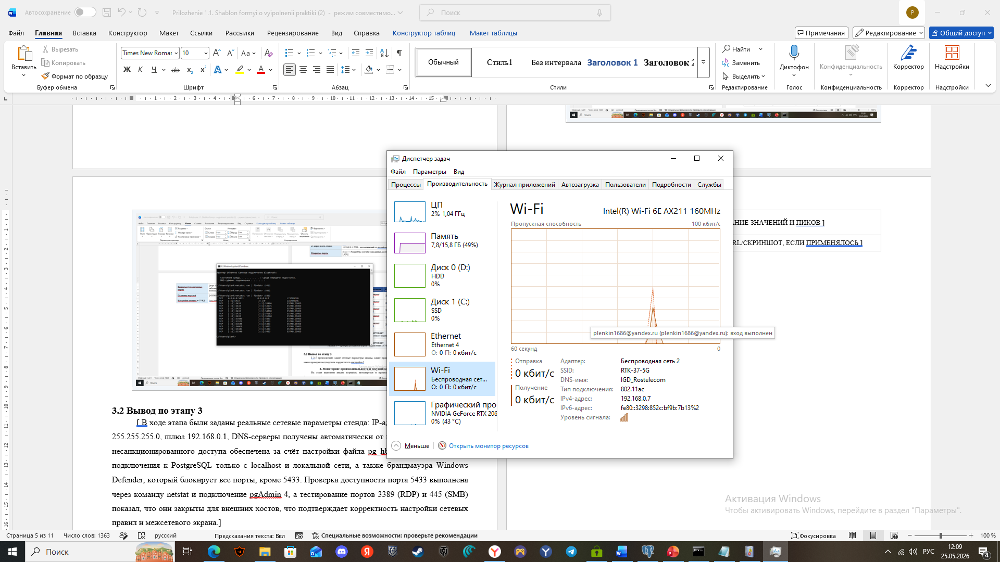 Автосохранение
Prilozhenie 1.1. Shablon formyi o vyipolnenii praktiki (2) - режим совместимо...
Поиск
P
Файл Главная Вставка Конструктор Макет Ссылки Рассылки Рецензирование Вид Справка Конструктор таблиц Макет таблицы
Примечания Редактирование Общий доступ
Вставить
Вырезать
Копировать
Формат по образцу
Буфер обмена
Times New Roman 10
Шрифт
Абзац
Обычный Стиль1 Без интервала Заголовок 1 Заголовок 2
Стили
Найти
Заменить
Выделить
Редактирование
Диктофон
Голос
Конфиденциальность
Конфиденциальность
Корректор
Корректор
Надстройки
Надстройки
Диспетчер задач
Файл Параметры Вид
Процессы Производительность Журнал приложений Автозагрузка Пользователи Подробности Службы
ЦП
2% 1,04 ГГц
Память
7,8/15,8 ГБ (49%)
Диск 0 (D:)
HDD
0%
Диск 1 (C:)
SSD
0%
Ethernet
Ethernet 4
О: 0 П: 0 кбит/с
Wi-Fi
Беспроводная сет...
О: 0 П: 0 кбит/с
Графический про
NVIDIA GeForce RTX 206
0% (43 °C)
Wi-Fi
Intel(R) Wi-Fi 6E AX211 160MHz
Пропускная способность
100 кбит/с
plenkin1686@yandex.ru (plenkin1686@yandex.ru): вход выполнен
60 секунд
0
Отправка
0 кбит/с
Получение
0 кбит/с
Адаптер: Беспроводная сеть 2
SSID: RTK-37-5G
DNS-имя: IGD_Rostelecom
Тип подключения: 802.11ac
IPv4-адрес: 192.168.0.7
IPv6-адрес: fe80::3298:852c:bf9b:7b13%2
Уровень сигнала:
Меньше
Открыть монитор ресурсов
АНИЕ ЗНАЧЕНИЙ И ПИКОВ ]
RL/СКРИНШОТ, ЕСЛИ ПРИМЕНЯЛОСЬ ]
3.2 Вывод по этапу 3
[ В ходе этапа были заданы реальные сетевые параметры стенда: IP-ад
255.255.255.0, шлюз 192.168.0.1, DNS-серверы получены автоматически от
несанкционированного доступа обеспечена за счёт настройки файла pg_hb
подключения к PostgreSQL только с localhost и локальной сети, а также брандмауэра Windows
Defender, который блокирует все порты, кроме 5433. Проверка доступности порта 5433 выполнена
через команду netstat и подключение pgAdmin 4, а тестирование портов 3389 (RDP) и 445 (SMB)
показал, что они закрыты для внешних хостов, что подтверждает корректность настройки сетевых
правил и межсетевого экрана.]
Активация Windows
Чтобы активировать Windows, перейдите в раздел "Параметры".
Страница 5 из 11 Число слов: 1363 русский Предсказания текста: Вкл Специальные возможности: проверьте рекомендации Фокусировка 100 %
Поиск
РУС
12:09
25.05.2026
4